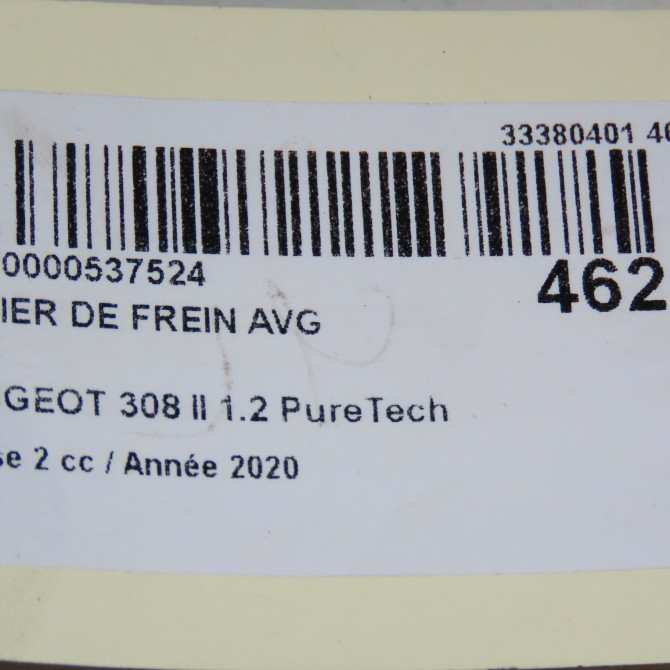 33380401 46
0000537524
462
IER DE FREIN AVG
GEOT 308 II 1.2 PureTech
se 2 cc / Année 2020